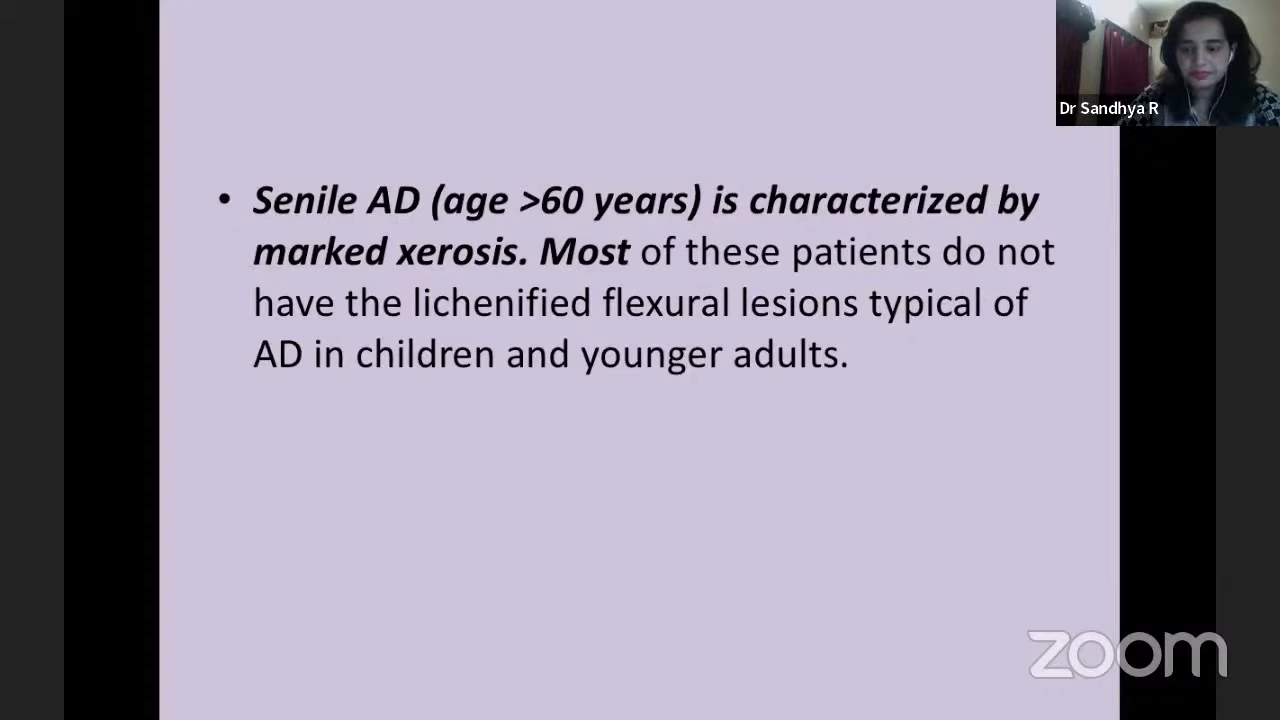 Dr Sandhya R
• Senile AD (age >60 years) is characterized by
marked xerosis. Most of these patients do not
have the lichenified flexural lesions typical of
AD in children and younger adults.
zoom